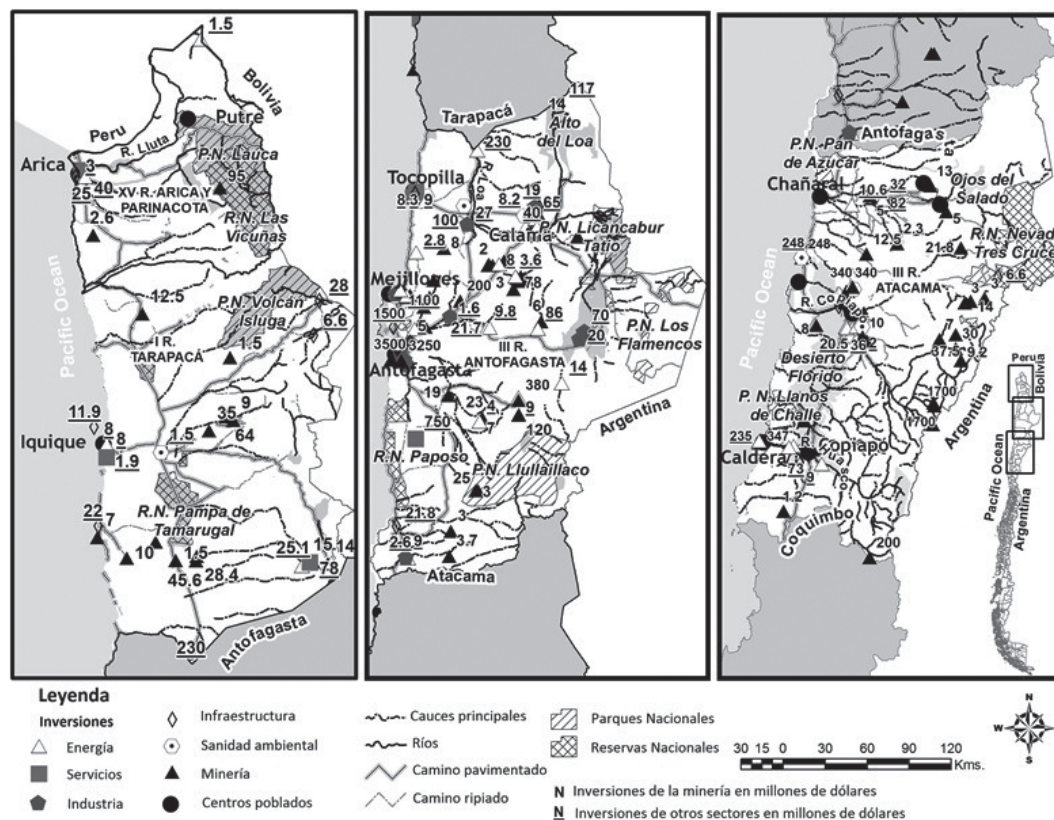 1.5
Bolivia
Putre
Peru
R. Lluta
P.N. Lauca
Arica
3
95
25
40
XV R. ARICA Y
PARINACOTA
R.N. Las
Vicuñas
2.6
Pacific Ocean
12.5
P.N. Volcán
Isluga
28
6.6
I R.
TARAPACÁ
1.5
9
35
64
11.9
8
Iquique
8
1.9
1.5
R.N. Pampa de
Tamarugal
22
7
10
1.5
45.6
28.4
25.1
15
14
78
230
Antofagasta
117
Tarapacá
14
Alto
del Loa
230
R. Loa
Tocopilla
8.3
9
19
8.2
65
100
27
40
Calama
P.N. Licancabur
Tatio
2.8
8
2
8
3.6
3
78
Mejillones
200
1100
1500
1.6
9.8
6
86
5
21.7
70
20
P.N. Los
Flamencos
3500
3250
III R.
ANTOFAGASTA
14
Antofagasta
380
19
23
4
9
750
120
Argentina
R.N. Paposo
P.N. Llullaillaco
25
3
21.8
3
3.7
2.6
9
Atacama
Antofagasta
P.N. Pan
de Azúcar
13
Ojos del
Salado
Chañaral
10.6
32
82
5
5
2.3
12.5
R.N. Nevado
Tres Cruces
248
248
21.8
340
340
III R.
ATACAMA
6.6
3
3
14
Pacific Ocean
10
8
20.5
7
30
37.5
9.2
Desierto
Florido
P. N. Llanos
de Challe
1700
1700
Argentina
235
347
Copiapo
Caldera
73
9
1.2
Coquimbo
200
Peru
Bolivia
Pacific Ocean
Argentina
Leyenda
Inversiones
Energía
Servicios
Industria
Infraestructura
Sanidad ambiental
Minería
Centros poblados
Cauces principales
Ríos
Camino pavimentado
Camino ripiado
Parques Nacionales
Reservas Nacionales
30 15 0 30 60 90 120
Kms.
N
W E
S
N Inversiones de la minería en millones de dólares
N Inversiones de otros sectores en millones de dólares